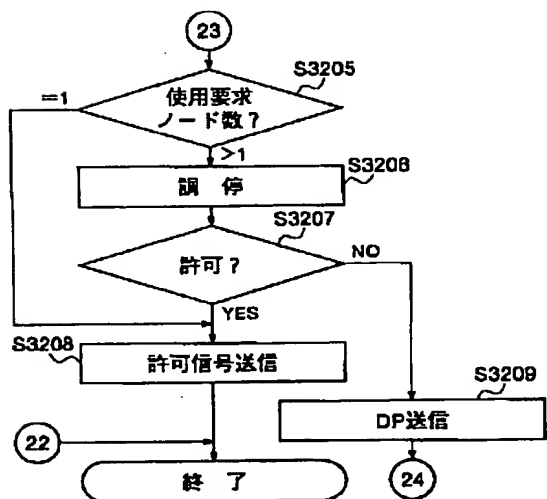 23
S3205
=1
使用要求
ノード数?
>1
S3206
調 停
S3207
許可?
NO
YES
S3208
許可信号送信
S3209
DP送信
22
終 了
24